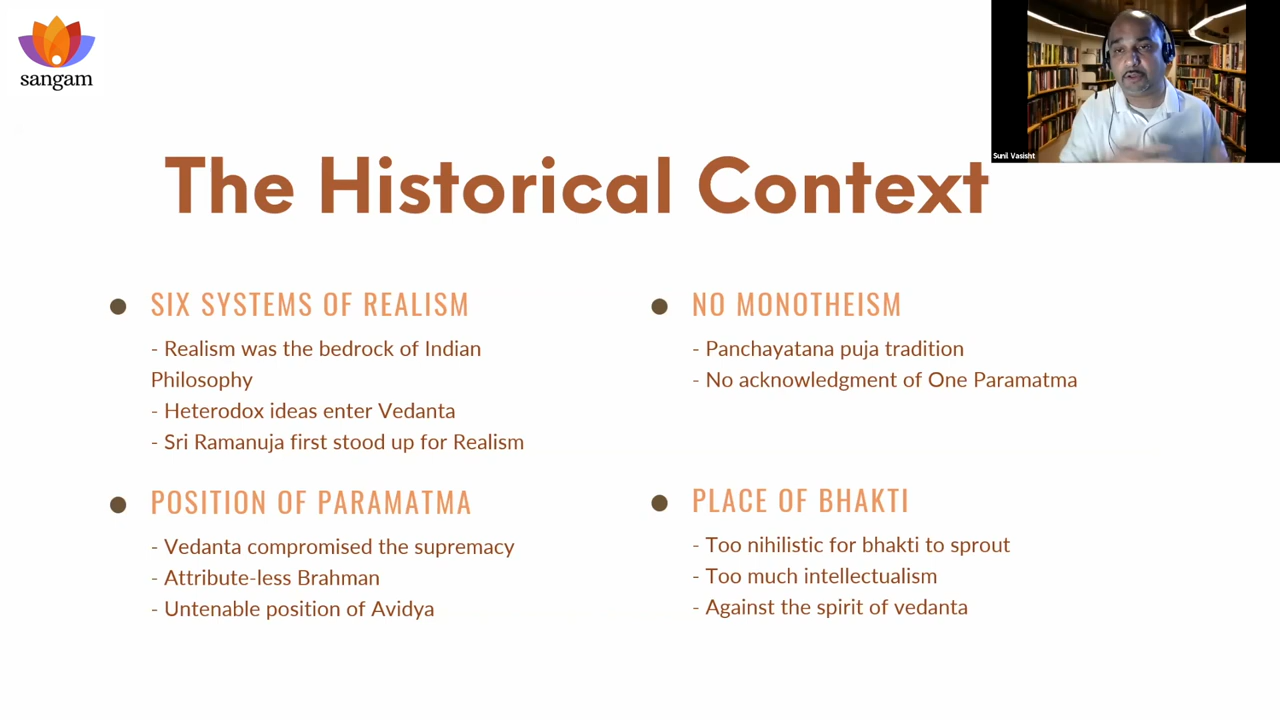 sangam
Sunil Vasisht
The Historical Context
SIX SYSTEMS OF REALISM
- Realism was the bedrock of Indian
Philosophy
- Heterodox ideas enter Vedanta
- Sri Ramanuja first stood up for Realism
NO MONOTHEISM
- Panchayatana puja tradition
- No acknowledgment of One Paramatma
POSITION OF PARAMATMA
- Vedanta compromised the supremacy
- Attribute-less Brahman
- Untenable position of Avidya
PLACE OF BHAKTI
- Too nihilistic for bhakti to sprout
- Too much intellectualism
- Against the spirit of vedanta